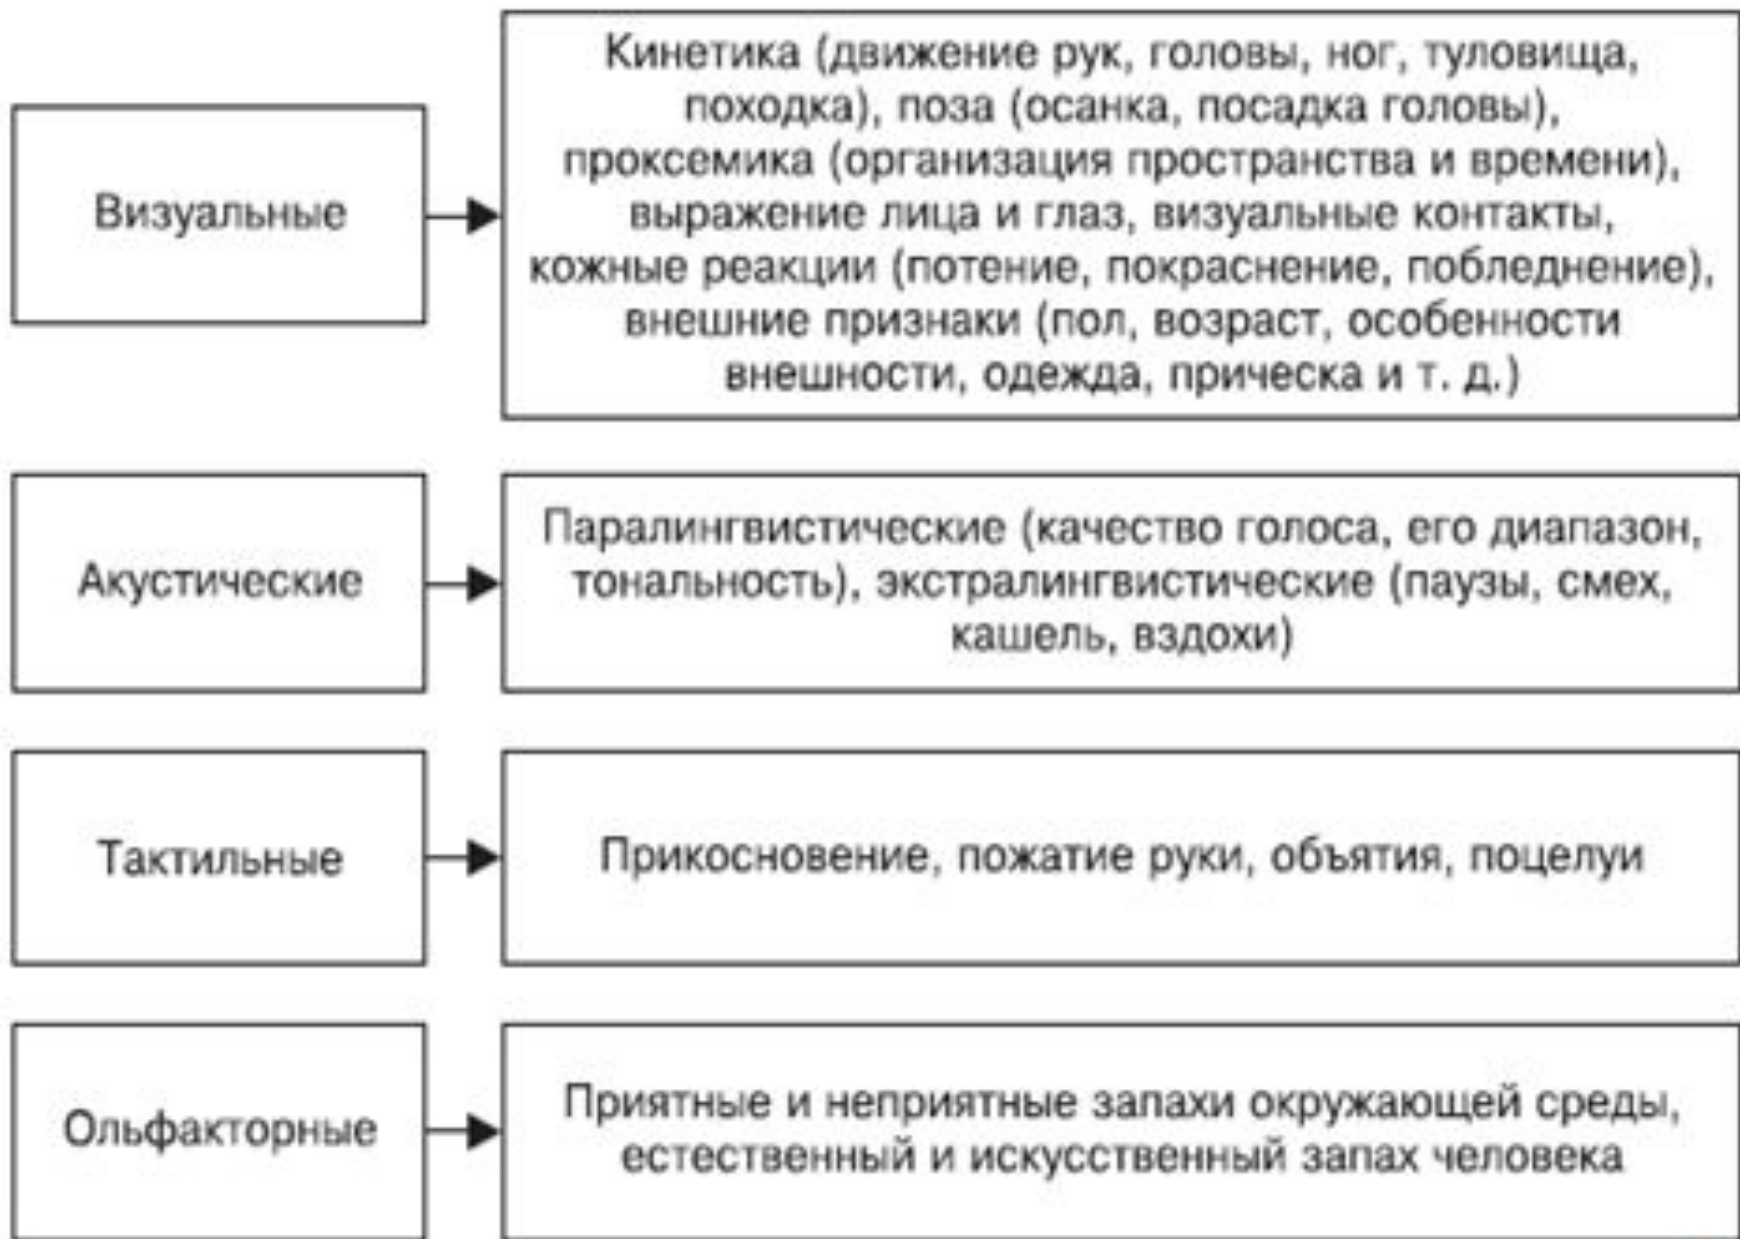 Визуальные
Кинетика (движение рук, головы, ног, туловища,
походка), поза (осанка, посадка головы),
проксемика (организация пространства и времени),
выражение лица и глаз, визуальные контакты,
кожные реакции (потение, покраснение, побледнение),
внешние признаки (пол, возраст, особенности
внешности, одежда, прическа и т. д.)
Акустические
Паралингвистические (качество голоса, его диапазон,
тональность), экстралингвистические (паузы, смех,
кашель, вздохи)
Тактильные
Прикосновение, пожатие руки, объятия, поцелуи
Ольфакторные
Приятные и неприятные запахи окружающей среды,
естественный и искусственный запах человека